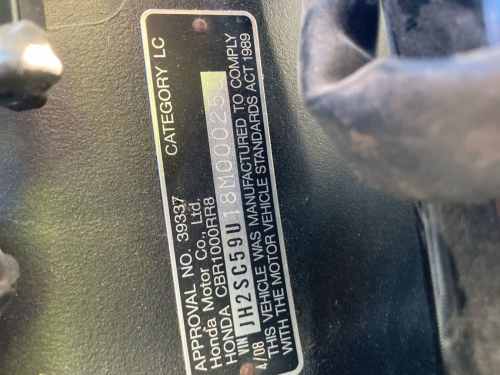 APPROVAL NO. 39337 CATEGORY LC
Honda Motor Co., Ltd.
HONDA CBR1000RR8
VIN JH2SC59U18M00025
4/08
THIS VEHICLE WAS MANUFACTURED TO COMPLY
WITH THE MOTOR VEHICLE STANDARDS ACT 1989